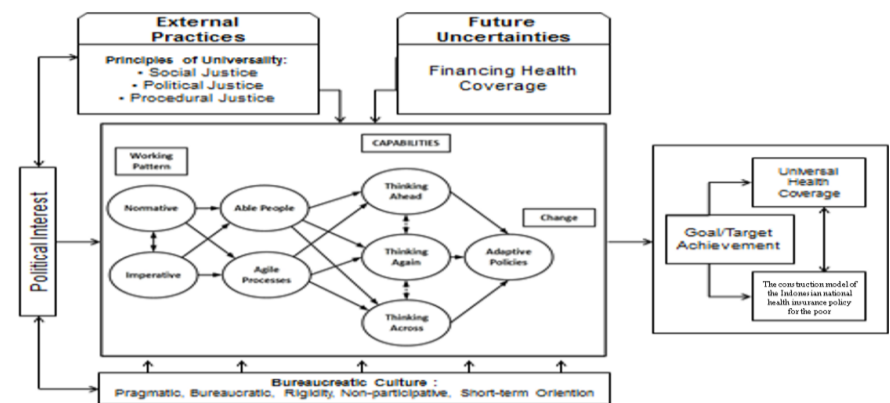 External
Practices
Principles of Universality:
• Social Justice
• Political Justice
• Procedural Justice
Future
Uncertainties
Financing Health
Coverage
Political Interest
Working
Pattern
CAPABILITIES
Normative
Imperative
Able People
Agile
Processes
Thinking
Ahead
Thinking
Again
Thinking
Across
Change
Adaptive
Policies
Goal/Target
Achievement
Universal
Health
Coverage
The construction model of
the Indonesian national
health insurance policy
for the poor
Bureaucreatic Culture :
Pragmatic, Bureaucratic, Rigidity, Non-participative, Short-term Oriention